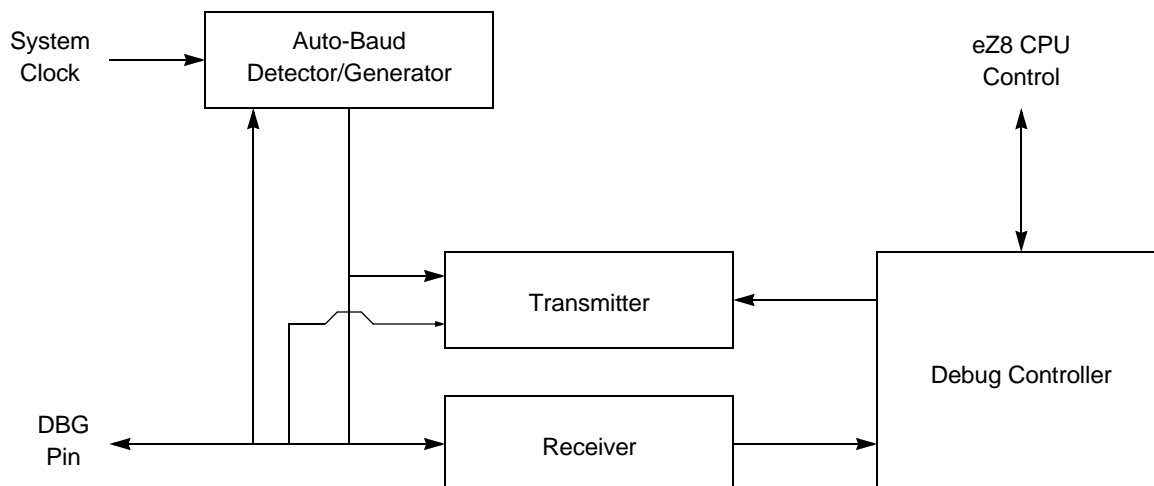 System
Clock
Auto-Baud
Detector/Generator
eZ8 CPU
Control
Transmitter
Debug Controller
DBG
Pin
Receiver